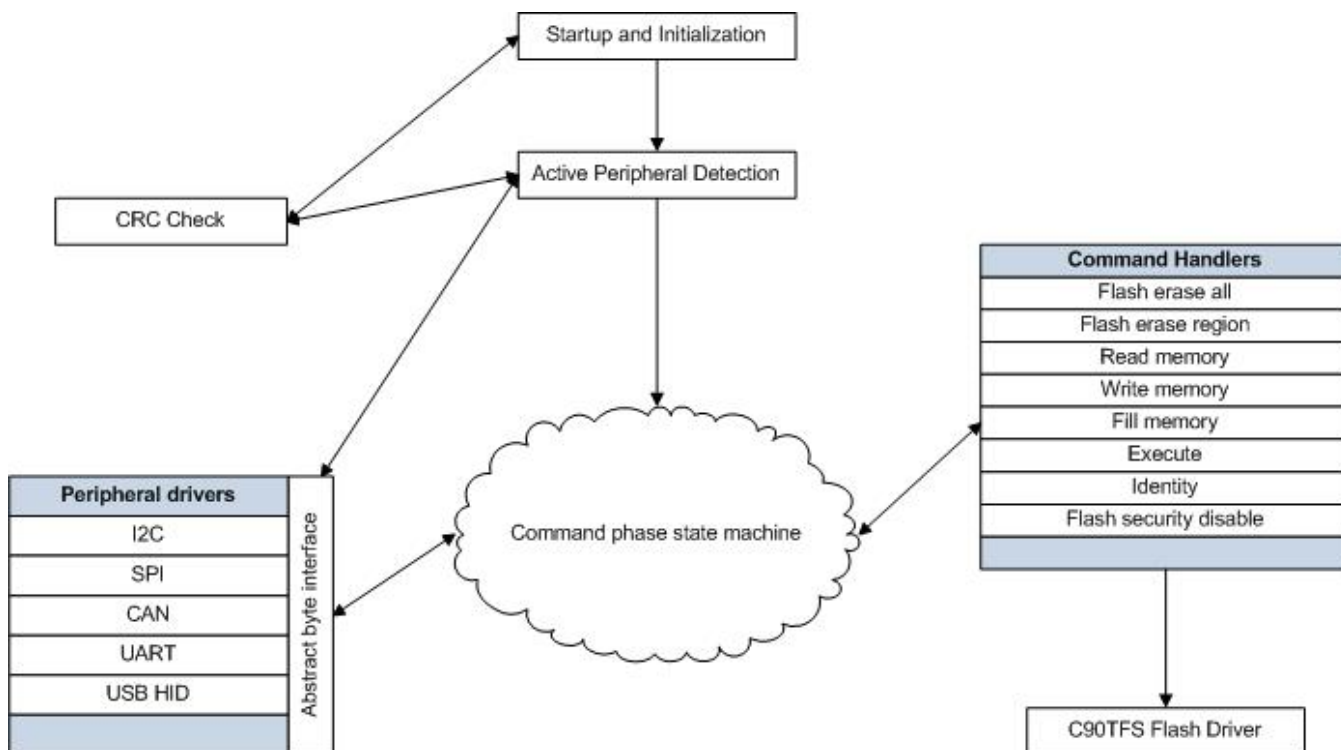 Startup and Initialization
Active Peripheral Detection
CRC Check
Command Handlers
Flash erase all
Flash erase region
Read memory
Write memory
Fill memory
Execute
Identity
Flash security disable
Command phase state machine
Peripheral drivers
I2C
SPI
CAN
UART
USB HID
Abstract byte interface
C90TFS Flash Driver